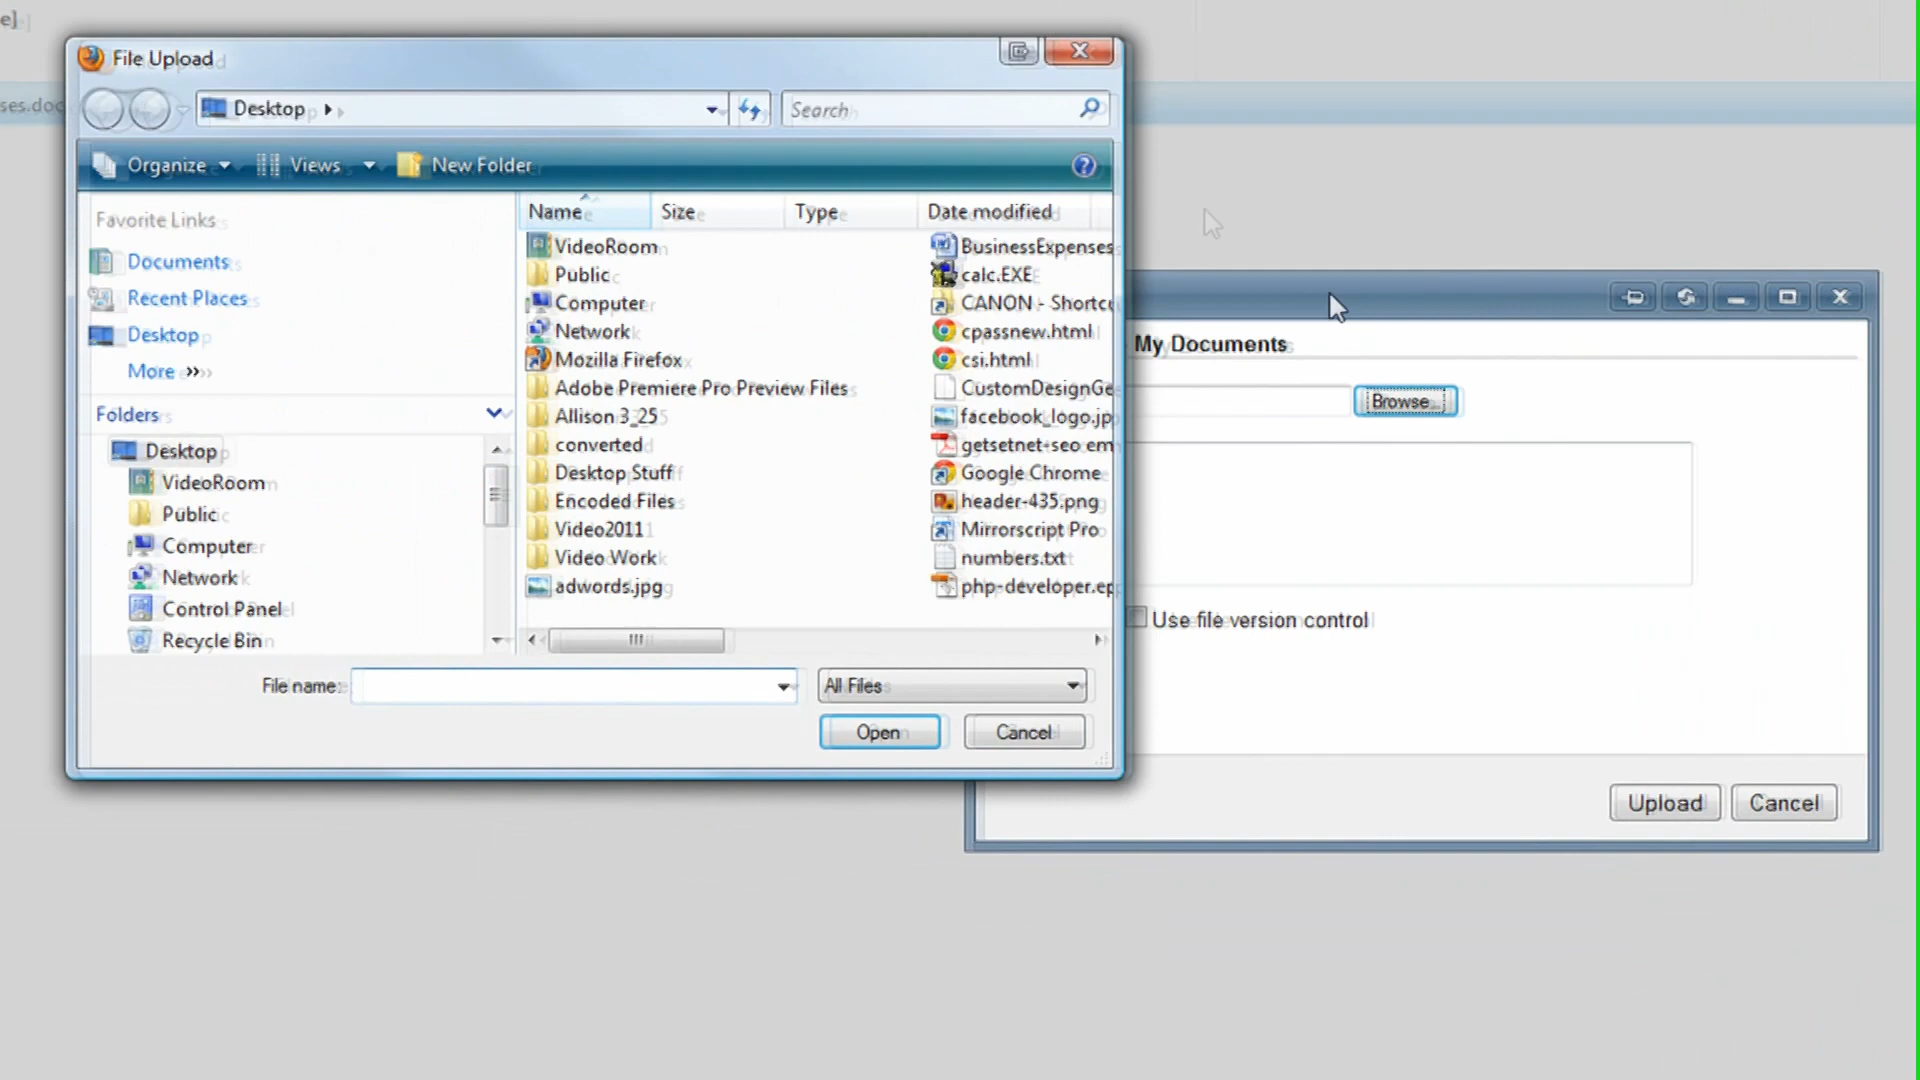 e]
ses.doc
File Upload
Desktop
Search
Organize
Views
New Folder
Favorite Links
Documents
Recent Places
Desktop
More
Folders
Desktop
VideoRoom
Public
Computer
Network
Control Panel
Recycle Bin
Name
Size
Type
Date modified
VideoRoom
Public
Computer
Network
Mozilla Firefox
Adobe Premiere Pro Preview Files
Allison 3_25
converted
Desktop Stuff
Encoded Files
Video2011
Video Work
adwords.jpg
BusinessExpenses
calc.EXE
CANON - Shortcu
cpassnew.html
csi.html
CustomDesignGe
facebook_logo.jp
getsetnet-seo em
Google Chrome
header-435.png
Mirrorscript Pro
numbers.txt
php-developer.ep
File name:
All Files
Open
Cancel
My Documents
Browse...
Use file version control
Upload
Cancel